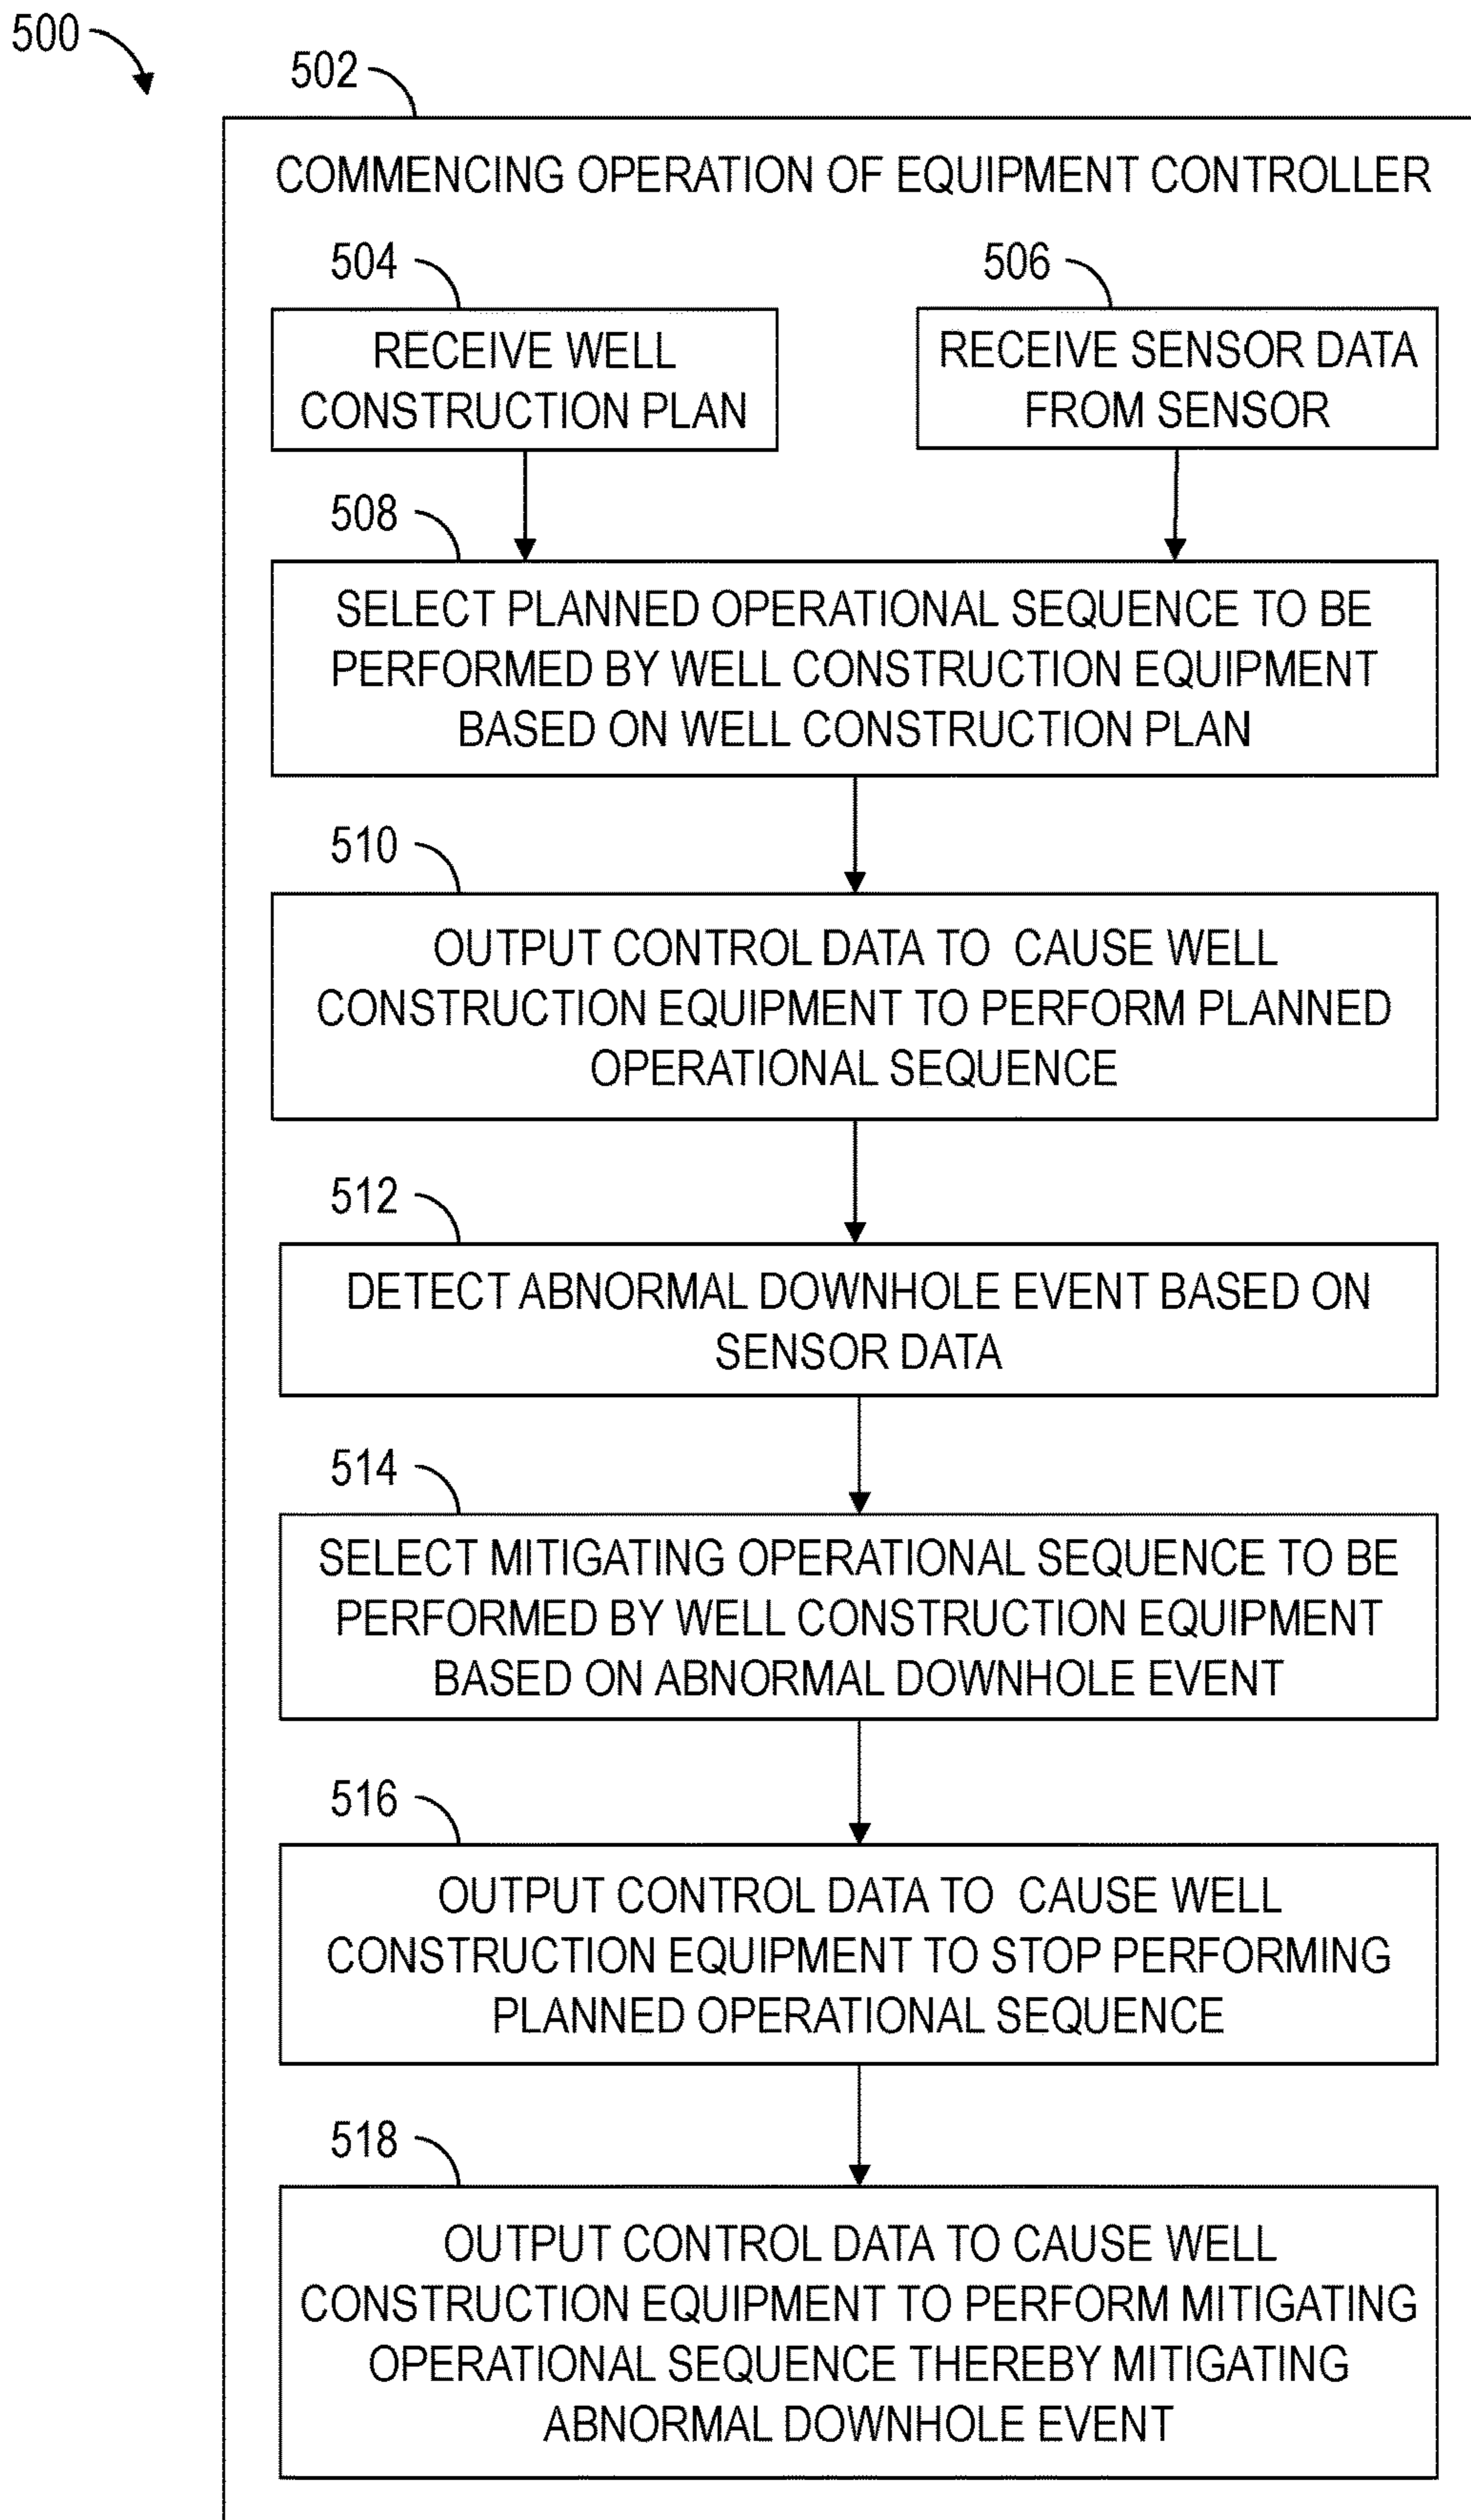 500
502
COMMENCING OPERATION OF EQUIPMENT CONTROLLER
504
RECEIVE WELL
CONSTRUCTION PLAN
506
RECEIVE SENSOR DATA
FROM SENSOR
508
SELECT PLANNED OPERATIONAL SEQUENCE TO BE
PERFORMED BY WELL CONSTRUCTION EQUIPMENT
BASED ON WELL CONSTRUCTION PLAN
510
OUTPUT CONTROL DATA TO CAUSE WELL
CONSTRUCTION EQUIPMENT TO PERFORM PLANNED
OPERATIONAL SEQUENCE
512
DETECT ABNORMAL DOWNHOLE EVENT BASED ON
SENSOR DATA
514
SELECT MITIGATING OPERATIONAL SEQUENCE TO BE
PERFORMED BY WELL CONSTRUCTION EQUIPMENT
BASED ON ABNORMAL DOWNHOLE EVENT
516
OUTPUT CONTROL DATA TO CAUSE WELL
CONSTRUCTION EQUIPMENT TO STOP PERFORMING
PLANNED OPERATIONAL SEQUENCE
518
OUTPUT CONTROL DATA TO CAUSE WELL
CONSTRUCTION EQUIPMENT TO PERFORM MITIGATING
OPERATIONAL SEQUENCE THEREBY MITIGATING
ABNORMAL DOWNHOLE EVENT